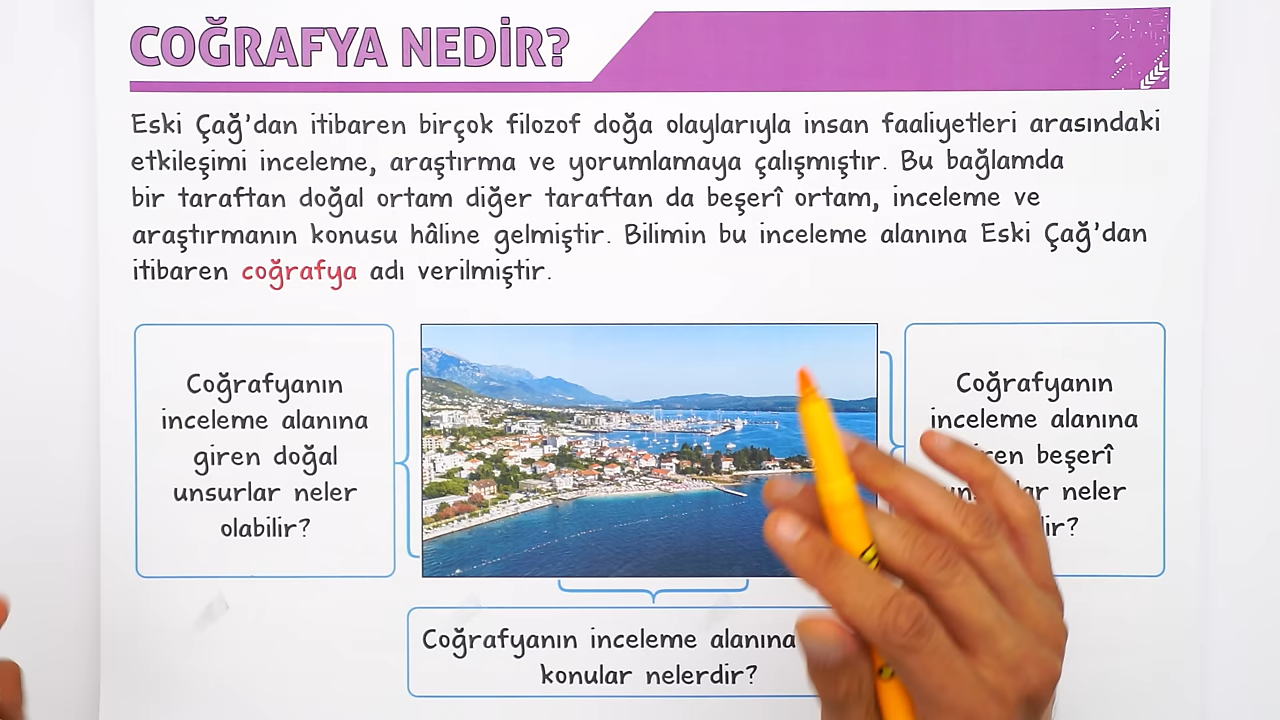 COĞRAFYA NEDİR?
Eski Çağ'dan itibaren birçok filozof doğa olaylarıyla insan faaliyetleri arasındaki
etkileşimi inceleme, araştırma ve yorumlamaya çalışmıştır. Bu bağlamda
bir taraftan doğal ortam diğer taraftan da beşerî ortam, inceleme ve
araştırmanın konusu hâline gelmiştir. Bilimin bu inceleme alanına Eski Çağ'dan
itibaren coğrafya adı verilmiştir.
Coğrafyanın
inceleme alanına
giren doğal
unsurlar neler
olabilir?
Coğrafyanın
inceleme alanına
beşerî
neler
Coğrafyanın inceleme alanına
konular nelerdir?